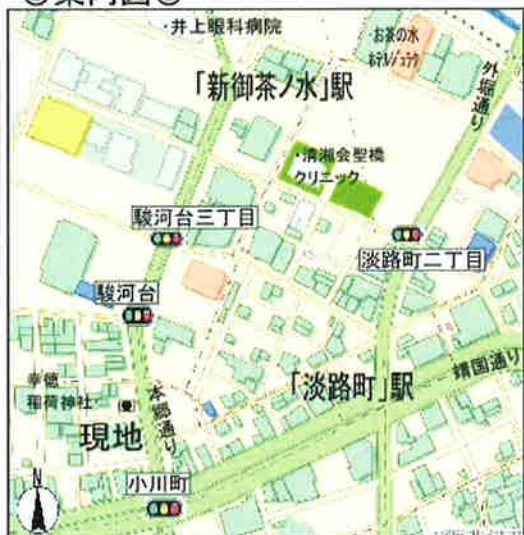 ・井上眼科病院
・お茶の水
ホテルジュラク
「新御茶ノ水」駅
外堀通り
・清湘会聖橋
クリニック
駿河台三丁目
淡路町二丁目
駿河台
幸徳
稲荷神社
本郷通り
「淡路町」駅
靖国通り
現地
小川町
N